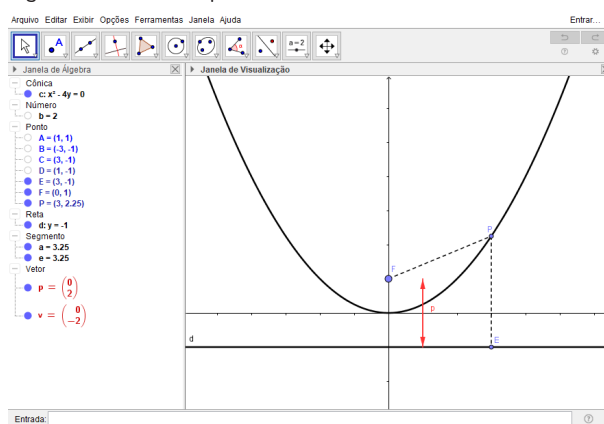 Arquivo Editar Exibir Opções Ferramentas Janela Ajuda Entrar...
A
a=2
Janela de Álgebra
Janela de Visualização
Cônica
c: x² - 4y = 0
Número
b = 2
Ponto
A = (1, 1)
B = (-3, -1)
C = (3, -1)
D = (1, -1)
E = (3, -1)
F = (0, 1)
P = (3, 2.25)
Reta
d: y = -1
Segmento
a = 3.25
e = 3.25
Vetor
p = (0 2)
v = (0 -2)
P
F
p
d
E
Entrada: